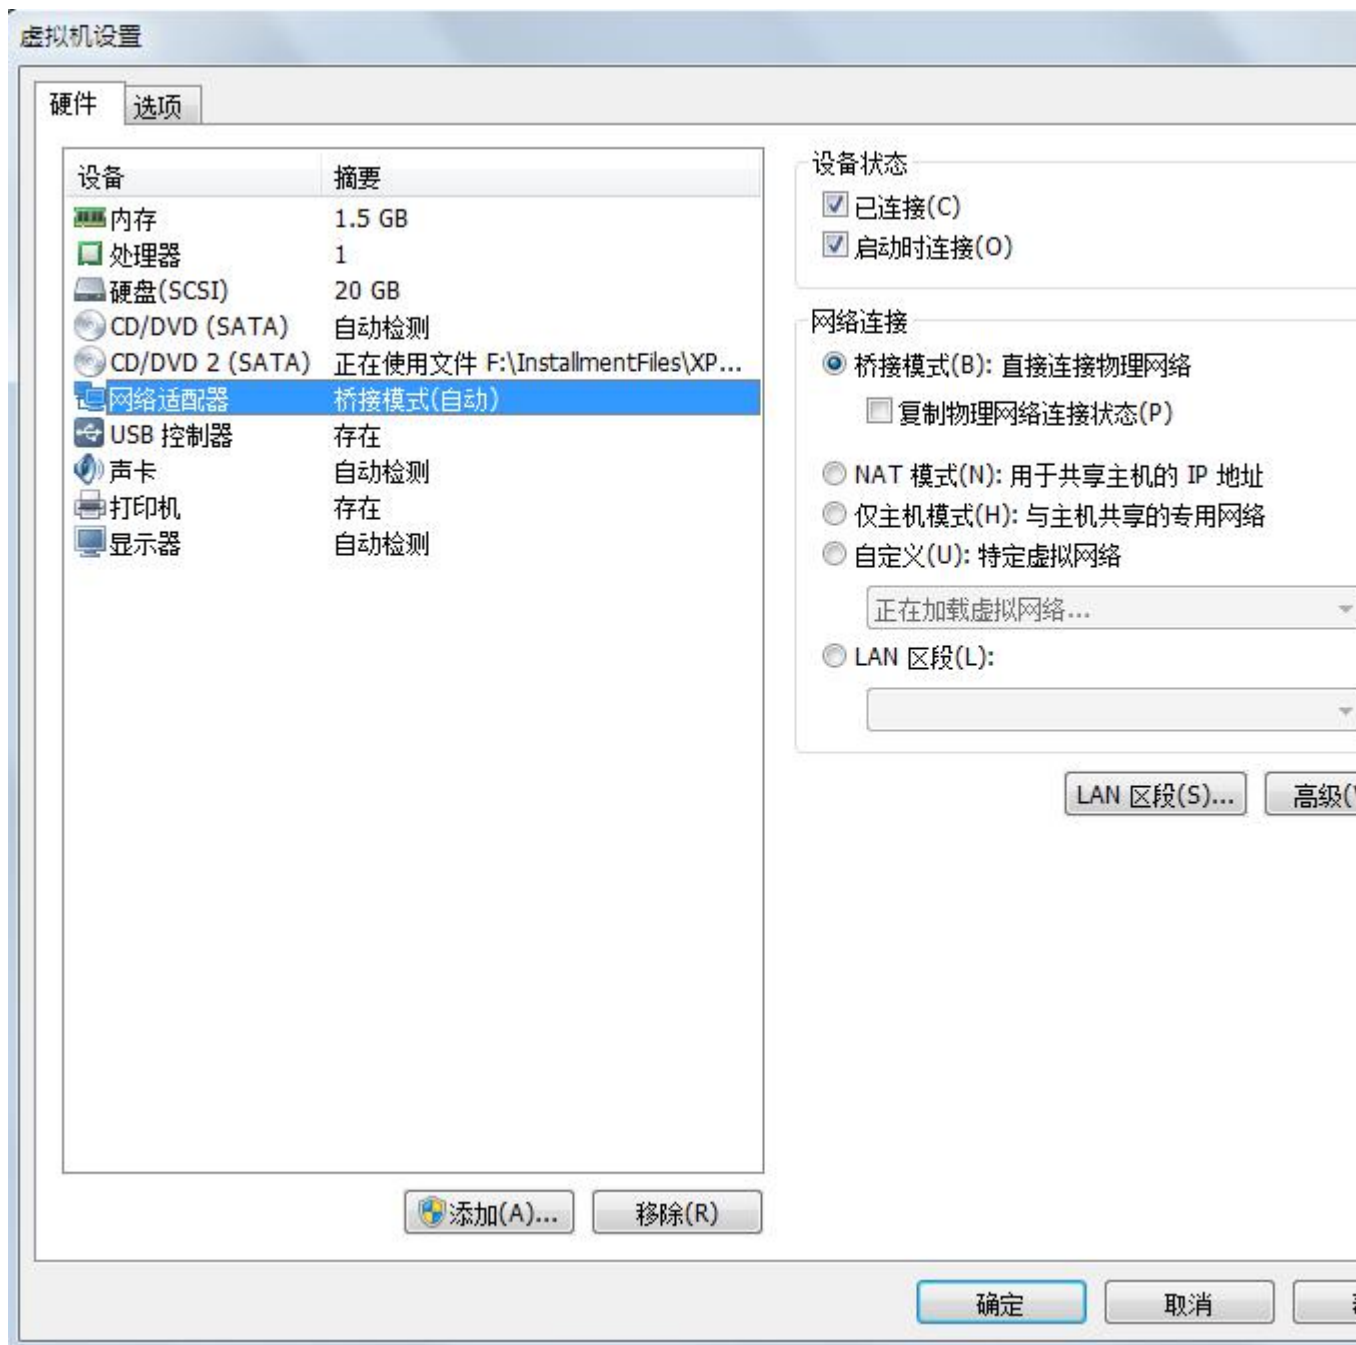 虚拟机设置
硬件 选项
设备 摘要
内存 1.5 GB
处理器 1
硬盘(SCSI) 20 GB
CD/DVD (SATA) 自动检测
CD/DVD 2 (SATA) 正在使用文件 F:\InstallmentFiles\XP...
网络适配器 桥接模式(自动)
USB 控制器 存在
声卡 自动检测
打印机 存在
显示器 自动检测
添加(A)... 移除(R)
设备状态
已连接(C)
启动时连接(O)
网络连接
桥接模式(B): 直接连接物理网络
复制物理网络连接状态(P)
NAT 模式(N): 用于共享主机的 IP 地址
仅主机模式(H): 与主机共享的专用网络
自定义(U): 特定虚拟网络
正在加载虚拟网络...
LAN 区段(L):
LAN 区段(S)... 高级(
确定 取消